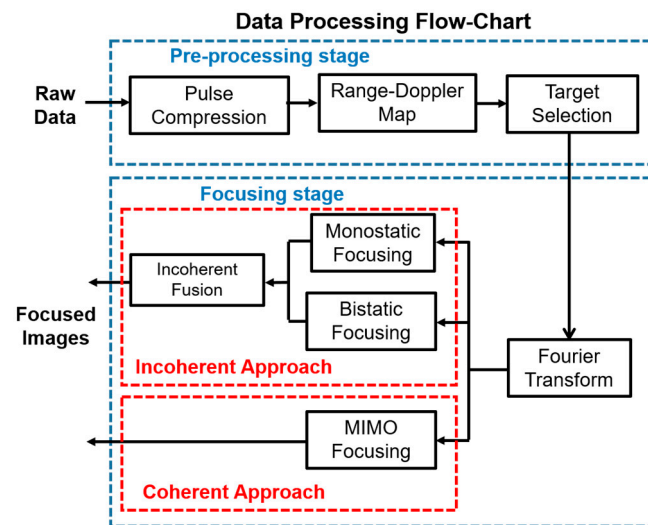 Data Processing Flow-Chart
Pre-processing stage
Raw
Data
Pulse
Compression
Range-Doppler
Map
Target
Selection
Focusing stage
Monostatic
Focusing
Incoherent
Fusion
Bistatic
Focusing
Focused
Images
Incoherent Approach
Fourier
Transform
MIMO
Focusing
Coherent Approach